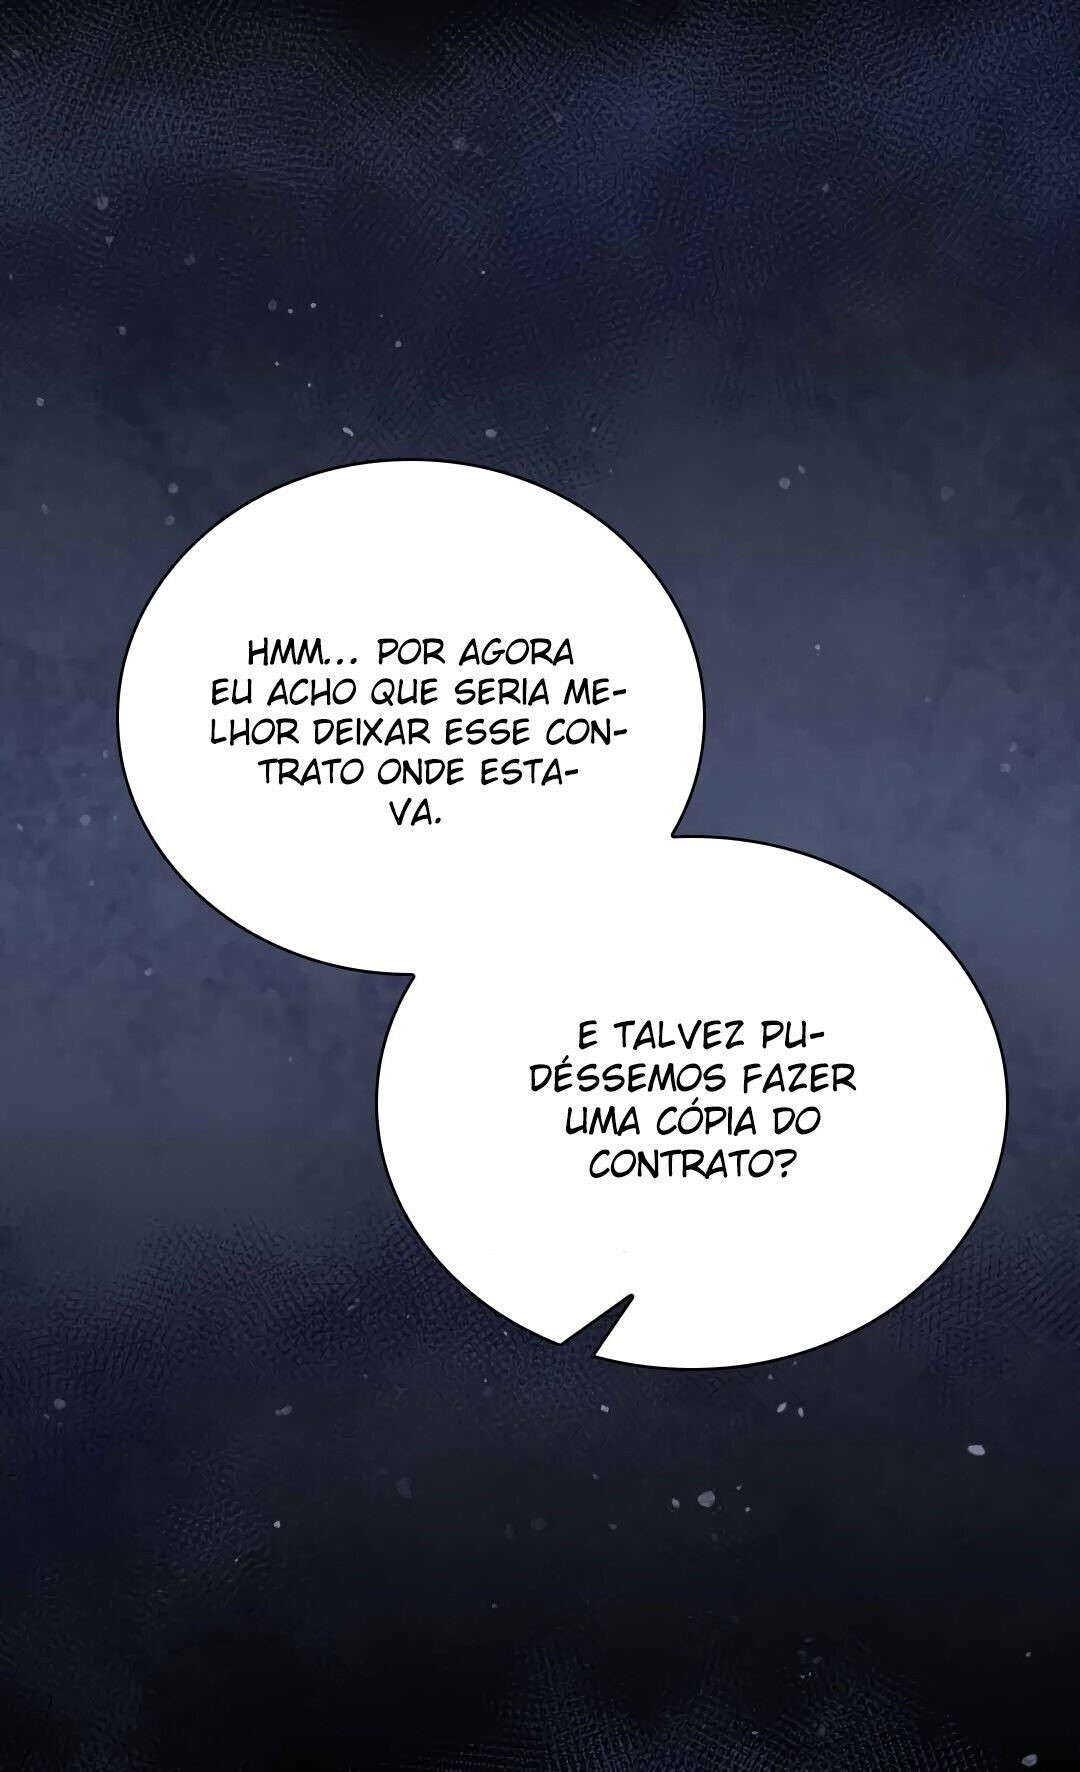 HMM... POR AGORA
EU ACHO QUE SERIA ME-
LHOR DEIXAR ESSE CON-
TRATO ONDE ESTA-
VA.
E TALVEZ PU-
DÉSSEMOS FAZER
UMA CÓPIA DO
CONTRATO?